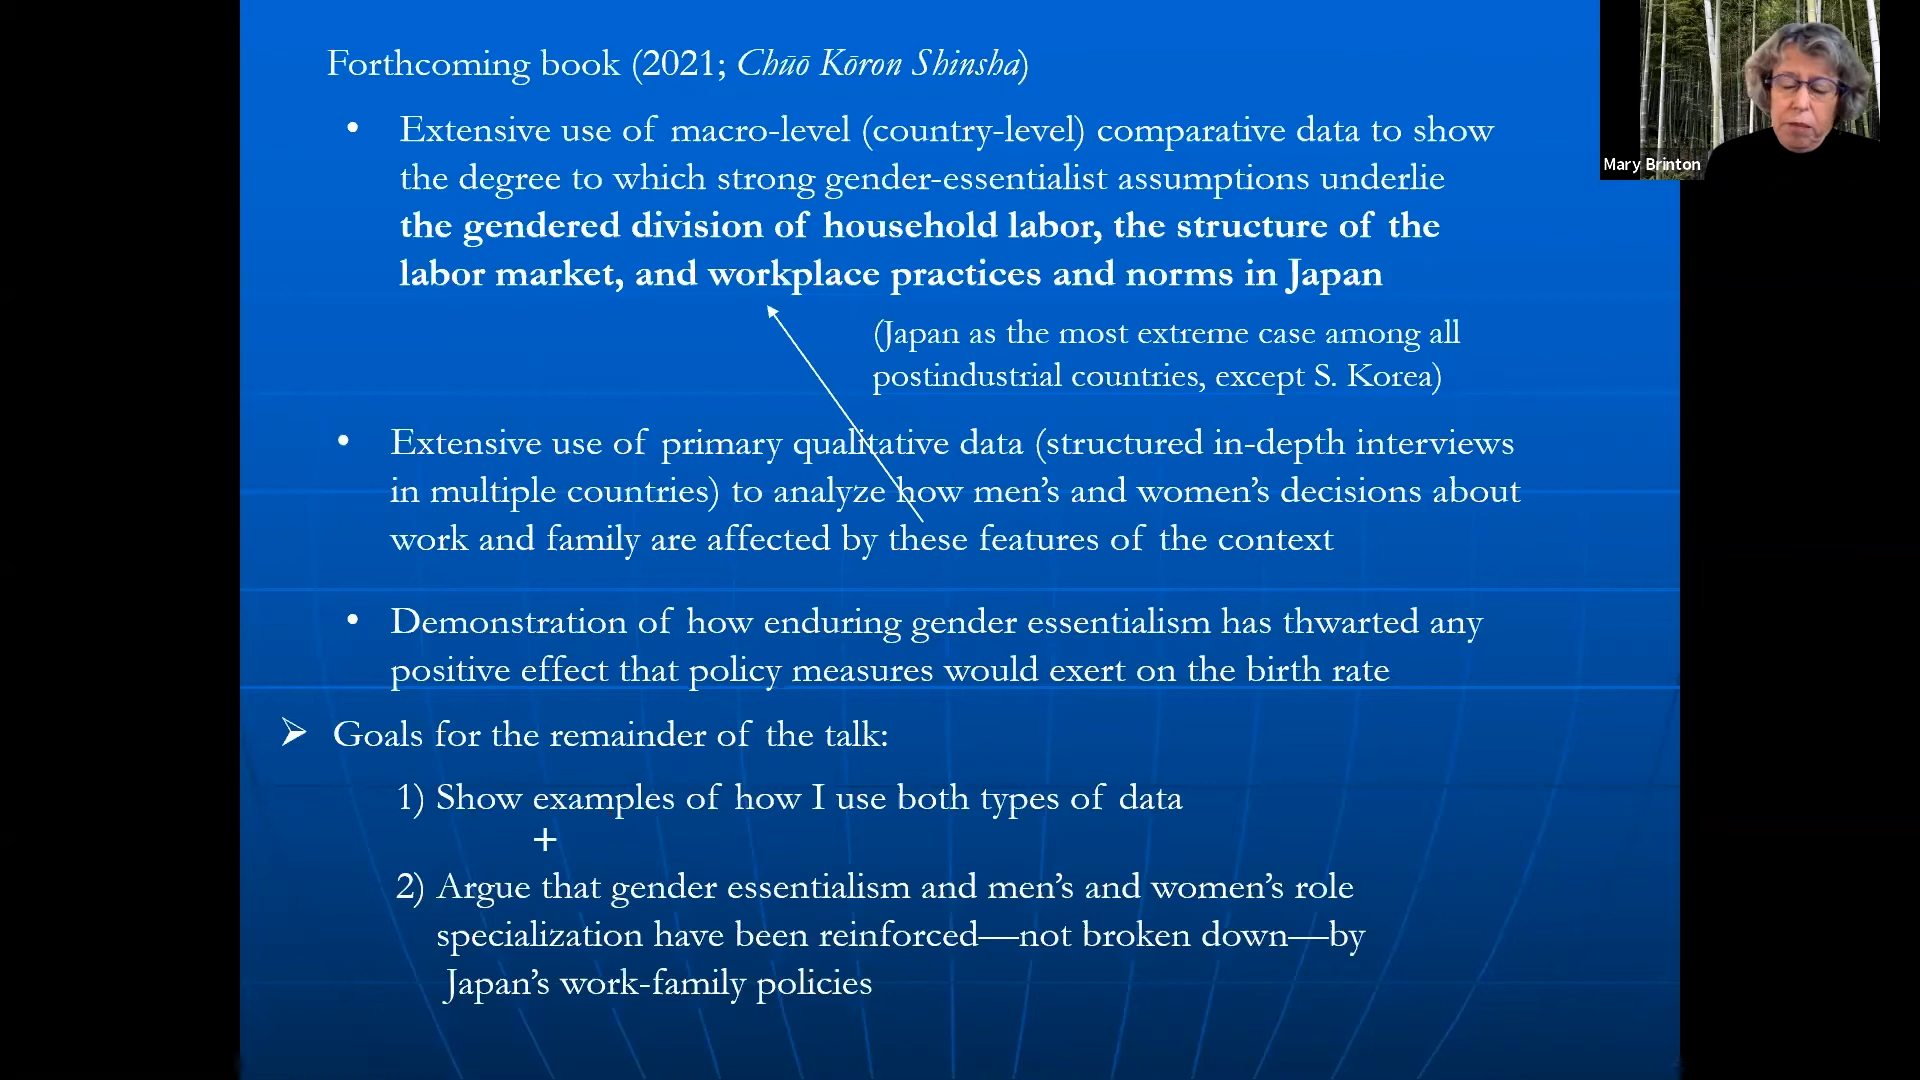 Forthcoming book (2021; Chūō Kōron Shinsha)
• Extensive use of macro-level (country-level) comparative data to show
the degree to which strong gender-essentialist assumptions underlie
the gendered division of household labor, the structure of the
labor market, and workplace practices and norms in Japan
(Japan as the most extreme case among all
postindustrial countries, except S. Korea)
• Extensive use of primary qualitative data (structured in-depth interviews
in multiple countries) to analyze how men’s and women’s decisions about
work and family are affected by these features of the context
• Demonstration of how enduring gender essentialism has thwarted any
positive effect that policy measures would exert on the birth rate
➢ Goals for the remainder of the talk:
1) Show examples of how I use both types of data
+
2) Argue that gender essentialism and men’s and women’s role
specialization have been reinforced—not broken down—by
Japan’s work-family policies
Mary Brinton